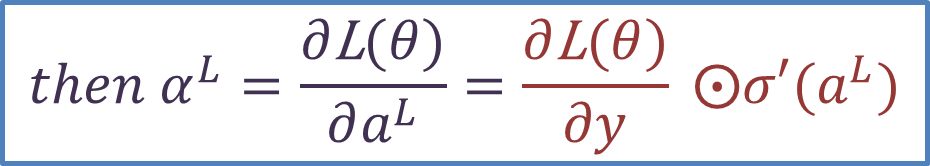 then α^L = ∂L(θ)/∂a^L = ∂L(θ)/∂y ⊙σ′(a^L)